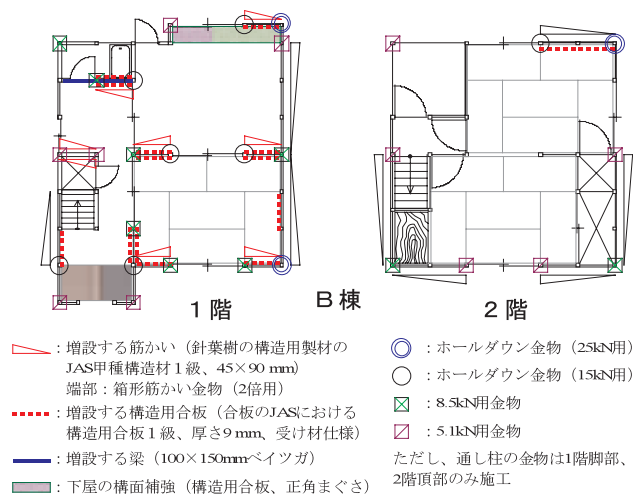 1階
B棟
2階
：増設する筋かい（針葉樹の構造用製材の
JAS甲種構造材１級、45×90 mm）
端部：箱形筋かい金物（2倍用）
：増設する構造用合板（合板のJASにおける
構造用合板１級、厚さ9 mm、受け材仕様）
：増設する梁（100×150mmベイツガ）
：下屋の構面補強（構造用合板、正角まぐさ）
：ホールダウン金物（25kN用）
：ホールダウン金物（15kN用）
：8.5kN用金物
：5.1kN用金物
ただし、通し柱の金物は1階脚部、
2階頂部のみ施工